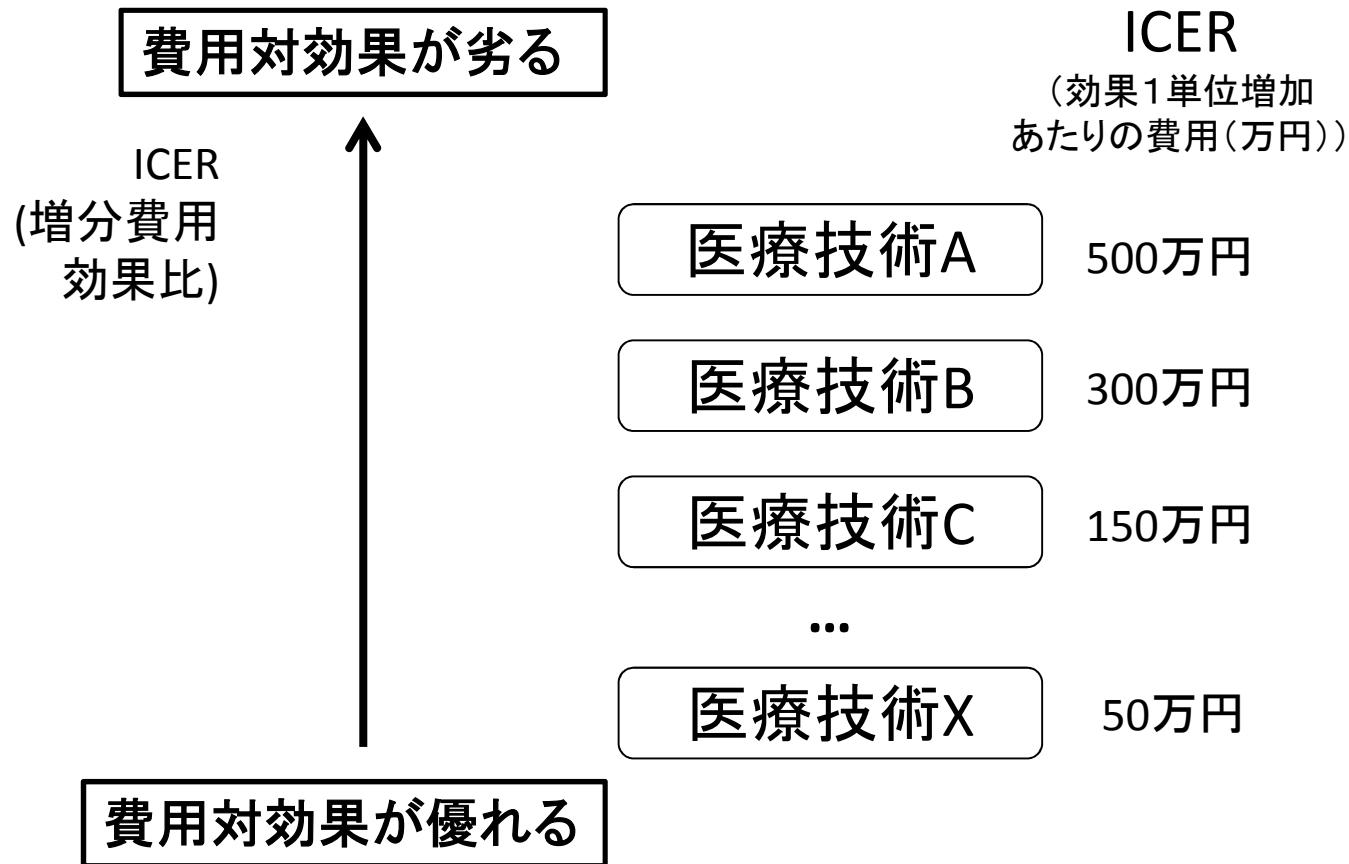 費用対効果が劣る
ICER
(増分費用
効果比)
ICER
(効果1単位増加
あたりの費用(万円))
医療技術A 500万円
医療技術B 300万円
医療技術C 150万円
…
医療技術X 50万円
費用対効果が優れる